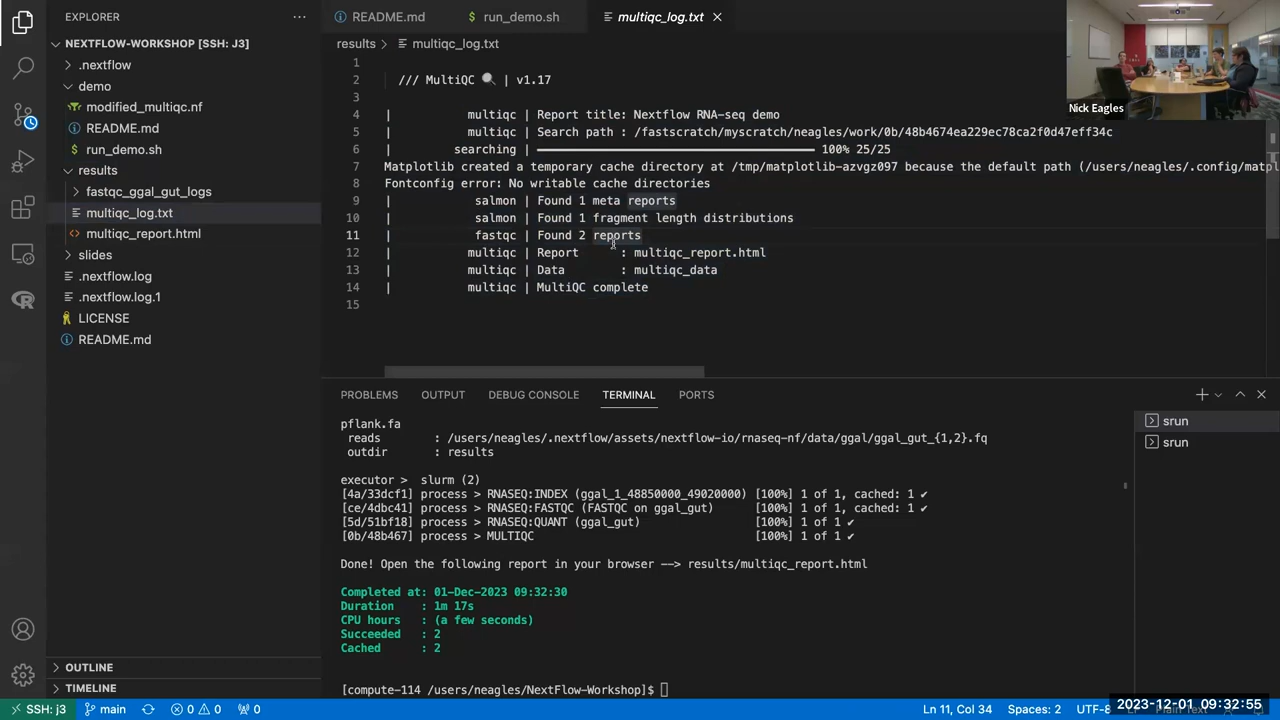 EXPLORER
README.md
run_demo.sh
multiqc_log.txt
NEXTFLOW-WORKSHOP [SSH: J3]
.nextflow
demo
modified_multiqc.nf
README.md
run_demo.sh
results
fastqc_ggal_gut_logs
multiqc_log.txt
multiqc_report.html
slides
.nextflow.log
.nextflow.log.1
LICENSE
README.md
OUTLINE
TIMELINE
results > multiqc_log.txt
1
2 /// MultiQC 🔍 | v1.17
3
4 | multiqc | Report title: Nextflow RNA-seq demo
5 | multiqc | Search path : /fastscratch/myscratch/neagles/work/0b/48b4674ea229ec78ca2f0d47eff34c
6 | searching | 100% 25/25
7 Matplotlib created a temporary cache directory at /tmp/matplotlib-azvgz097 because the default path (/users/neagles/.config/matpl
8 Fontconfig error: No writable cache directories
9 | salmon | Found 1 meta reports
10 | salmon | Found 1 fragment length distributions
11 | fastqc | Found 2 reports
12 | multiqc | Report : multiqc_report.html
13 | multiqc | Data : multiqc_data
14 | multiqc | MultiQC complete
15
Nick Eagles
PROBLEMS
OUTPUT
DEBUG CONSOLE
TERMINAL
PORTS
srun
srun
pflank.fa
reads : /users/neagles/.nextflow/assets/nextflow-io/rnaseq-nf/data/ggal/ggal_gut_{1,2}.fq
outdir : results
executor > slurm (2)
[4a/33dcf1] process > RNASEQ:INDEX (ggal_1_48850000_49020000) [100%] 1 of 1, cached: 1 ✔
[ce/4dbc41] process > RNASEQ:FASTQC (FASTQC on ggal_gut) [100%] 1 of 1, cached: 1 ✔
[5d/51bf18] process > RNASEQ:QUANT (ggal_gut) [100%] 1 of 1 ✔
[0b/48b467] process > MULTIQC [100%] 1 of 1 ✔
Done! Open the following report in your browser --> results/multiqc_report.html
Completed at: 01-Dec-2023 09:32:30
Duration : 1m 17s
CPU hours : (a few seconds)
Succeeded : 2
Cached : 2
[compute-114 /users/neagles/NextFlow-Workshop]$
SSH: j3
main
0
0
0
Ln 11, Col 34
Spaces: 2
UTF-8
2023-12-01 09:32:55